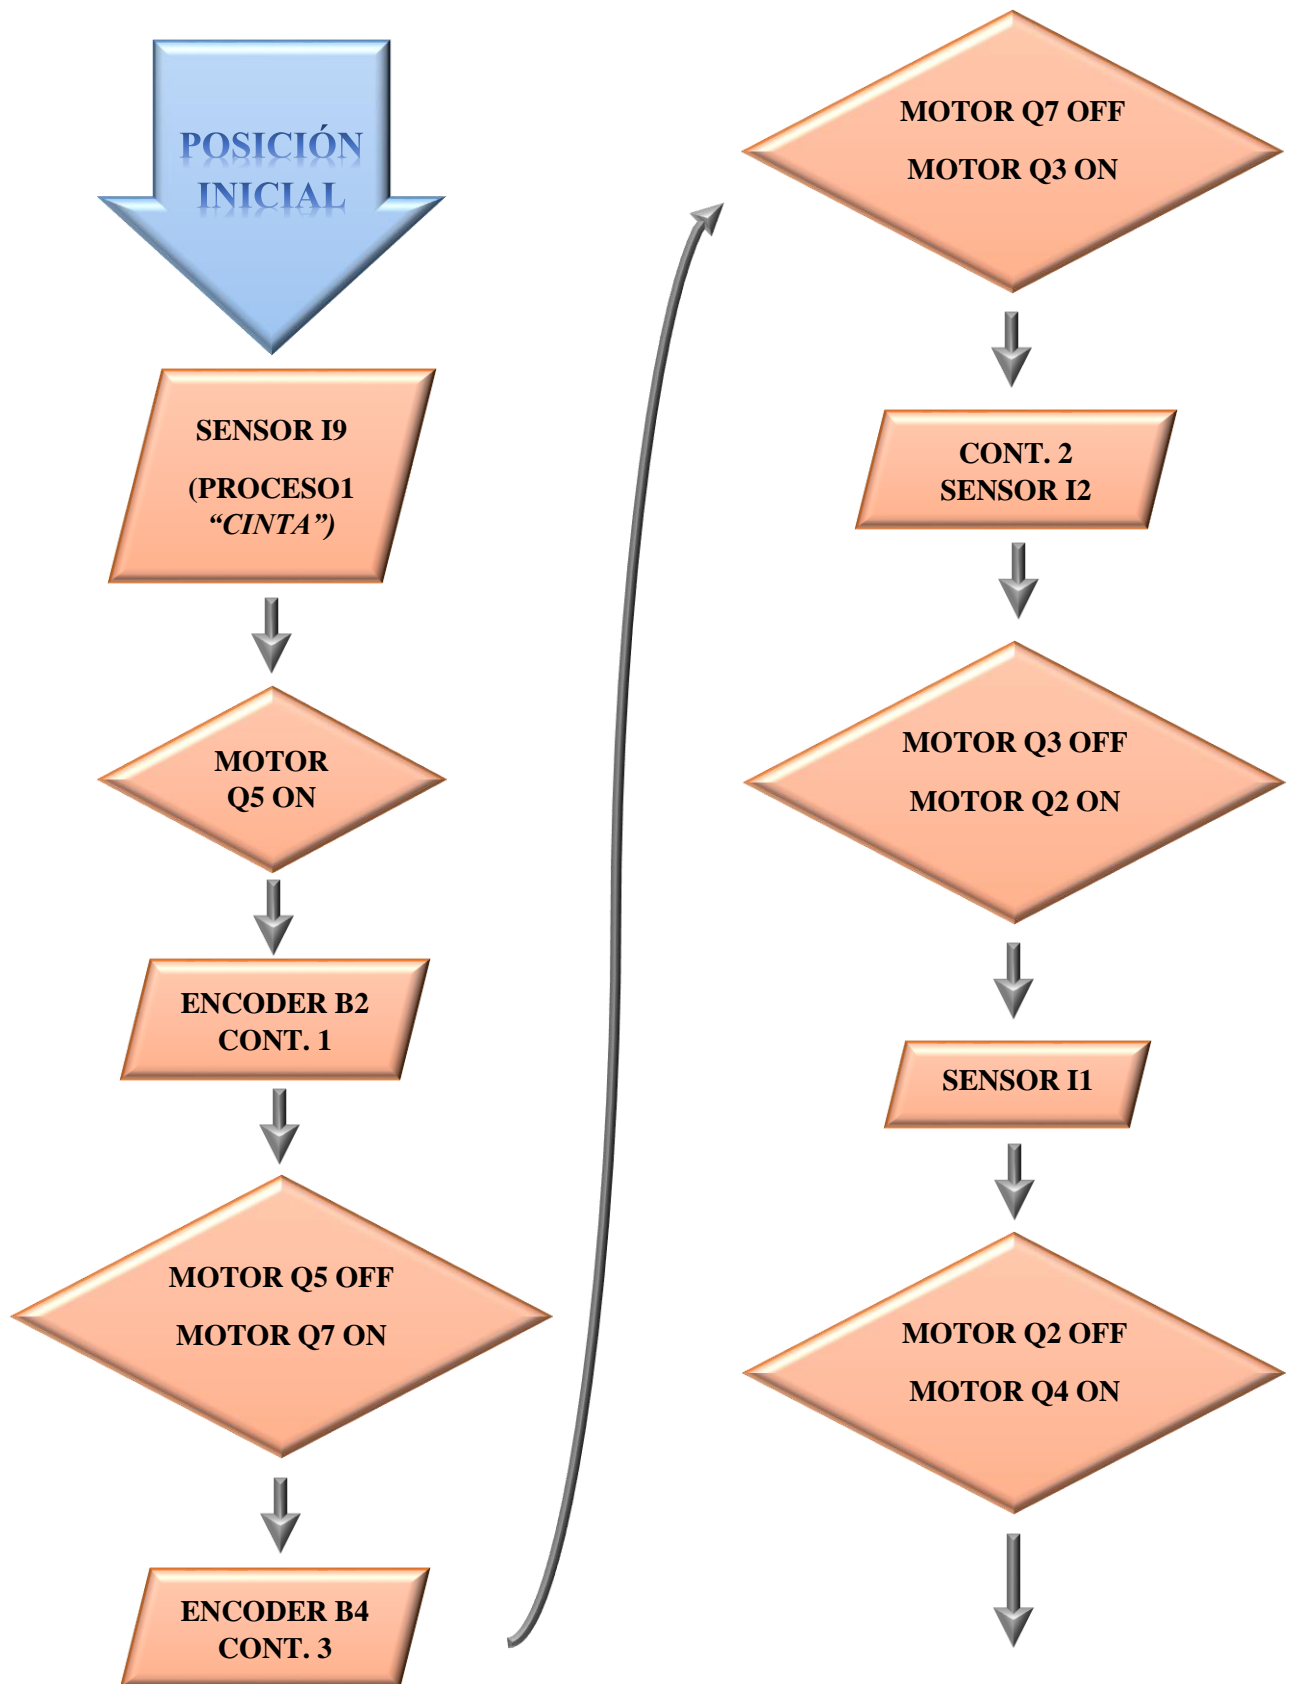 POSICIÓN
INICIAL
SENSOR I9
(PROCESO1
“CINTA”)
MOTOR
Q5 ON
ENCODER B2
CONT. 1
MOTOR Q5 OFF
MOTOR Q7 ON
ENCODER B4
CONT. 3
MOTOR Q7 OFF
MOTOR Q3 ON
CONT. 2
SENSOR I2
MOTOR Q3 OFF
MOTOR Q2 ON
SENSOR I1
MOTOR Q2 OFF
MOTOR Q4 ON